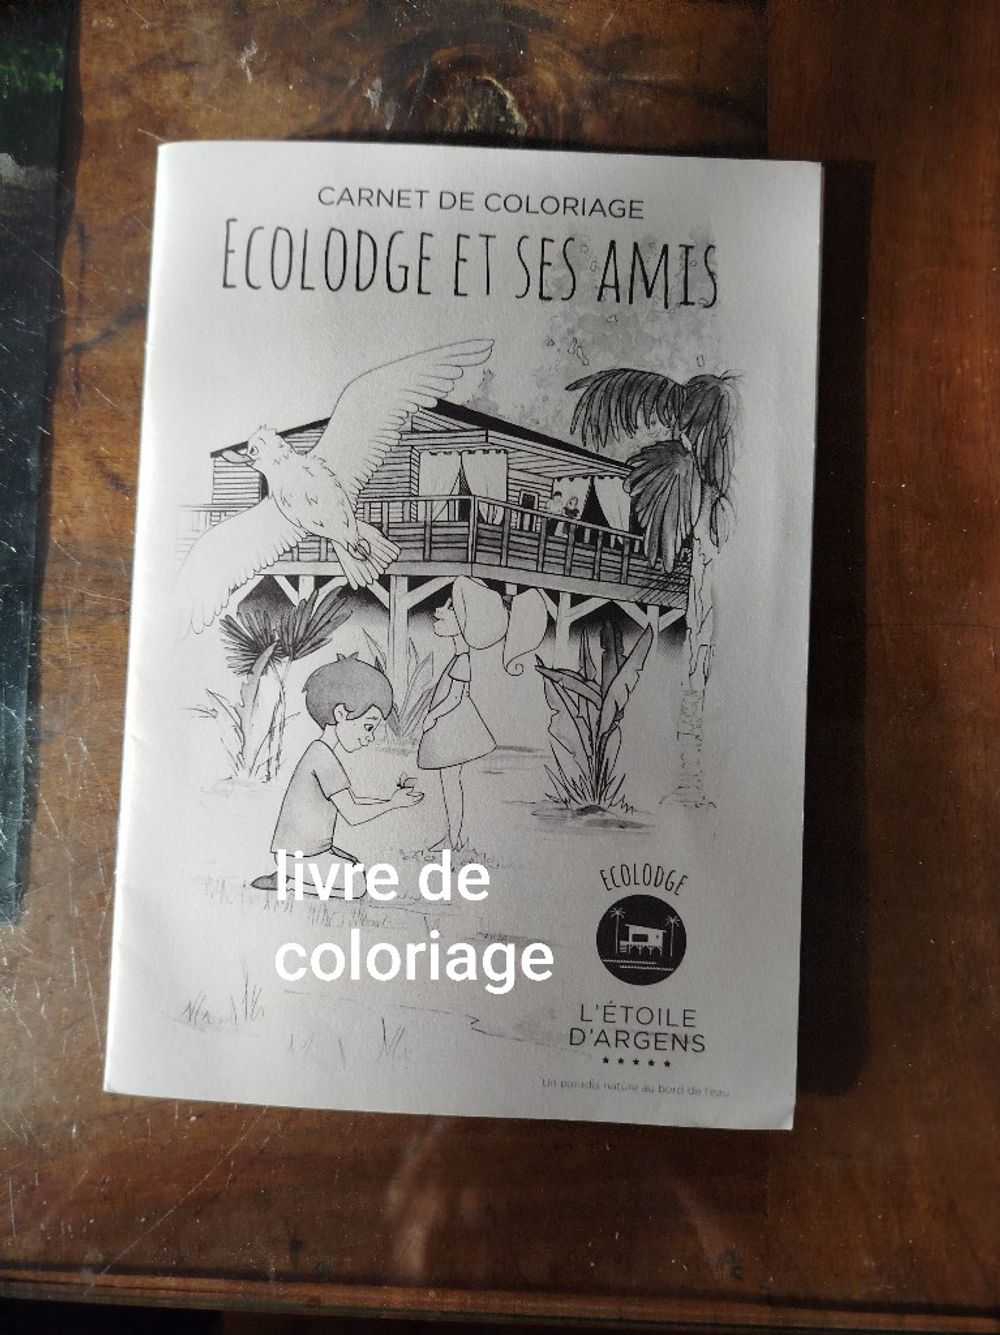 CARNET DE COLORIAGE
ECOLODGE ET SES AMIS
livre de
coloriage
ECOLODGE
L'ÉTOILE
D'ARGENS
Un paradis nature au bord de l'eau